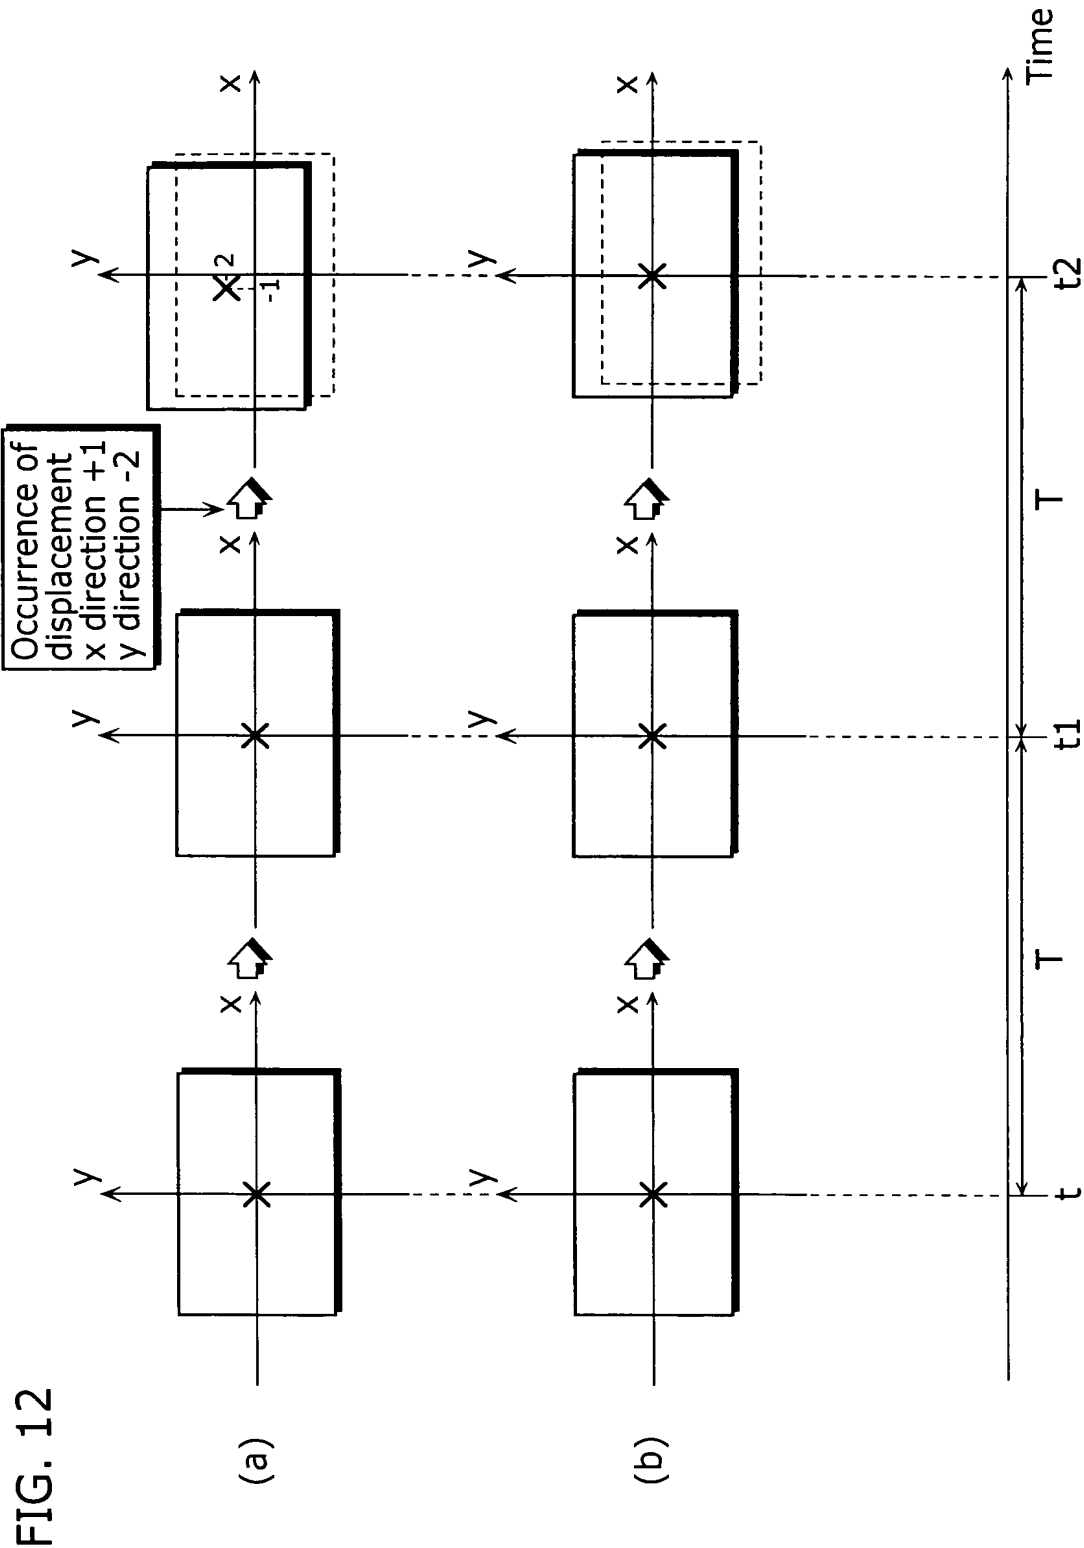 FIG. 12
Occurrence of
displacement
x direction +1
y direction -2
(a)
y
x
y
x
y
x
2
-1
(b)
y
x
y
x
y
x
T
T
t
t1
t2
Time